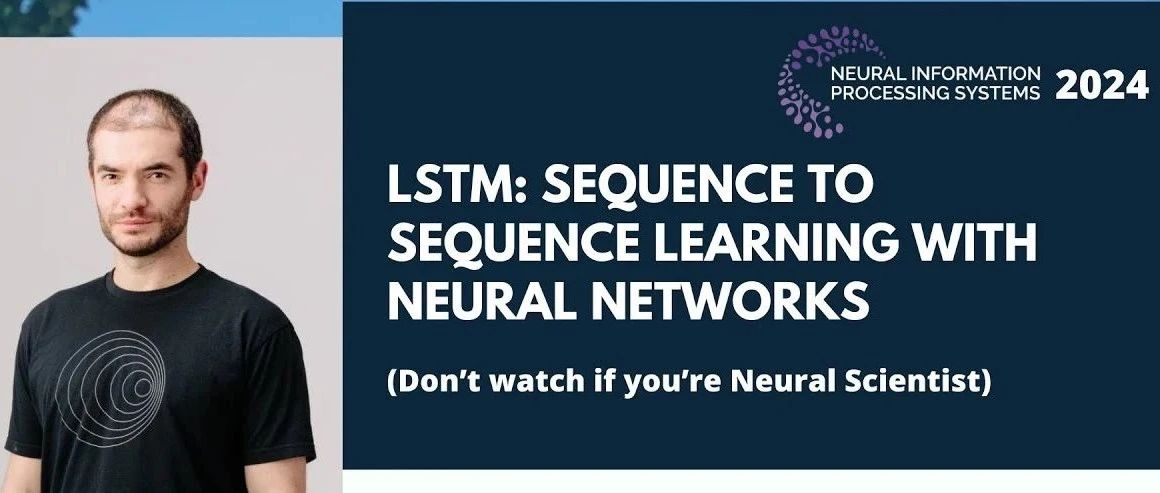 NEURAL INFORMATION
PROCESSING SYSTEMS 2024
LSTM: SEQUENCE TO
SEQUENCE LEARNING WITH
NEURAL NETWORKS
(Don’t watch if you’re Neural Scientist)